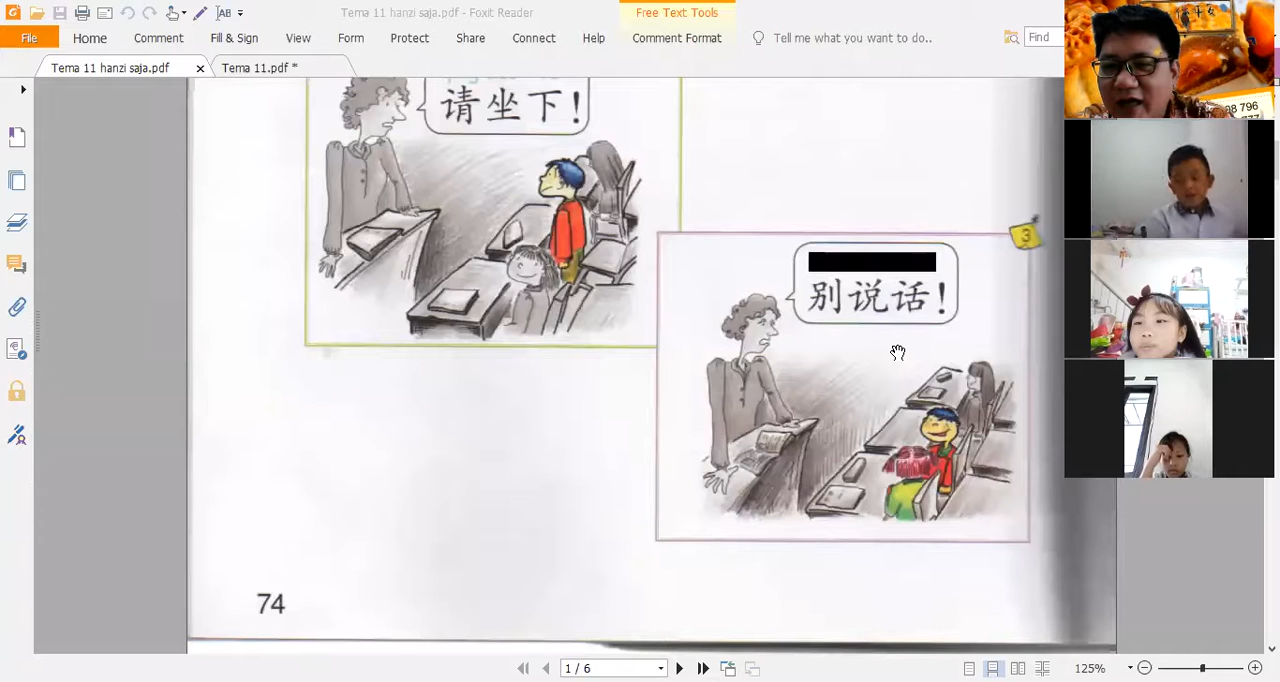 Tema 11 hanzi saja.pdf - Foxit Reader
Free Text Tools
File Home Comment Fill & Sign View Form Protect Share Connect Help Comment Format Tell me what you want to do.. Find
Tema 11 hanzi saja.pdf Tema 11.pdf *
请坐下!
3
别说话!
74
1 / 6
125%